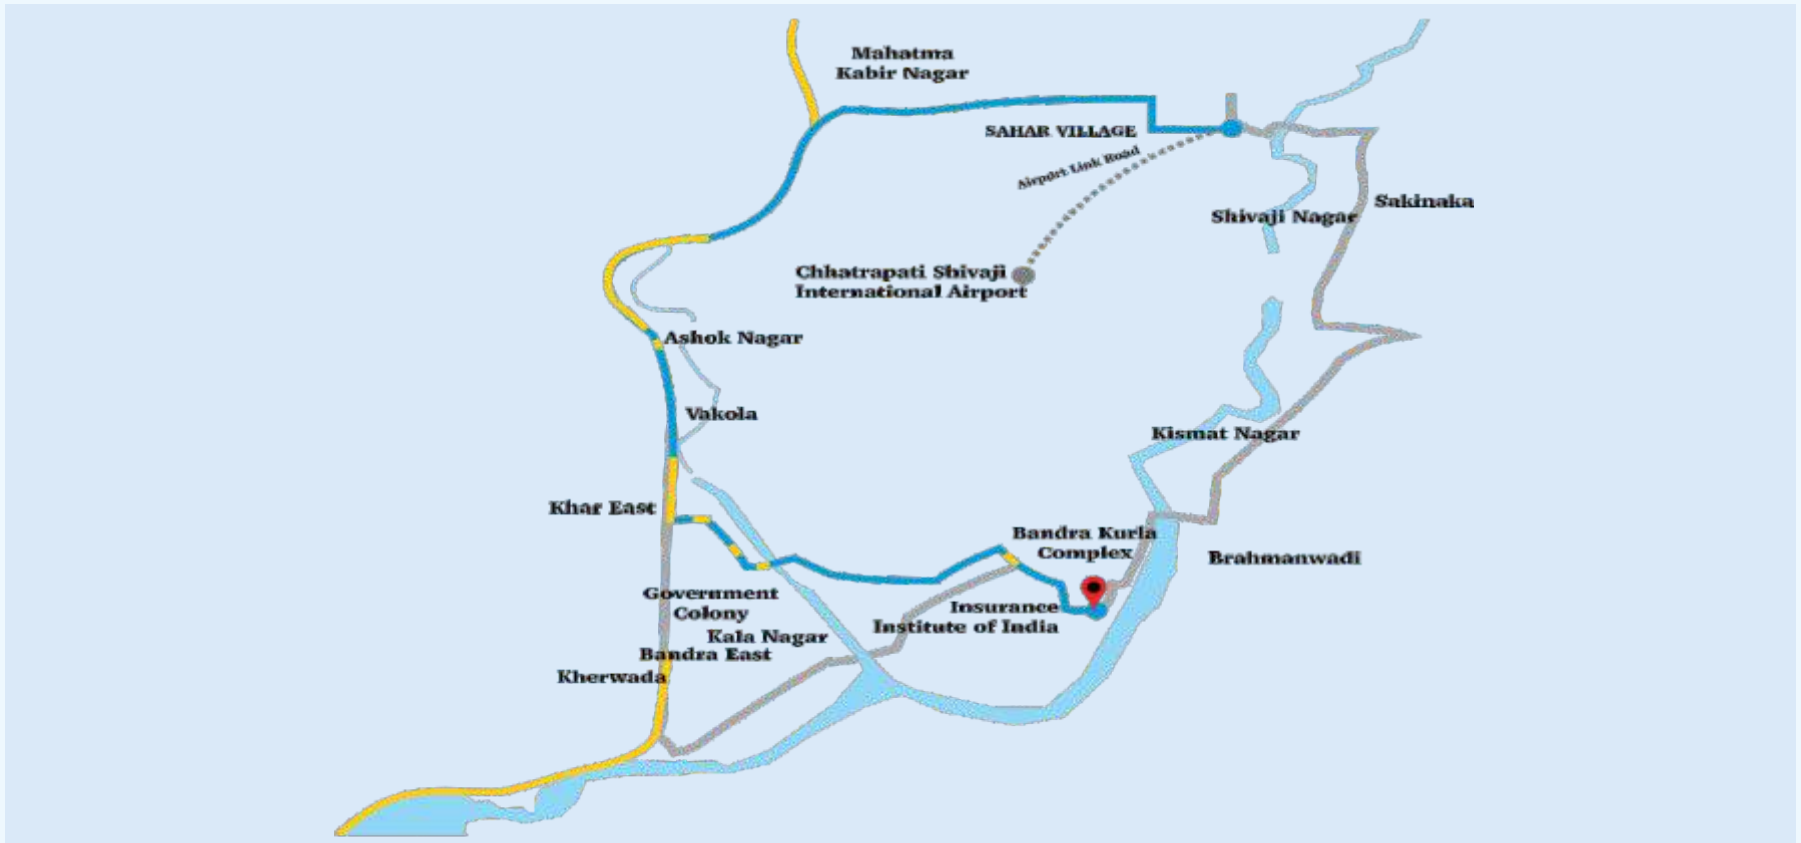 Mahatma
Kabir Nagar
SAHAR VILLAGE
Airport Link Road
Sakinaka
Shivaji Nagar
Chhatrapati Shivaji
International Airport
Ashok Nagar
Vakola
Kismat Nagar
Khar East
Bandra Kurla
Complex
Brahmanwadi
Government
Colony
Insurance
Institute of India
Kala Nagar
Bandra East
Kherwada